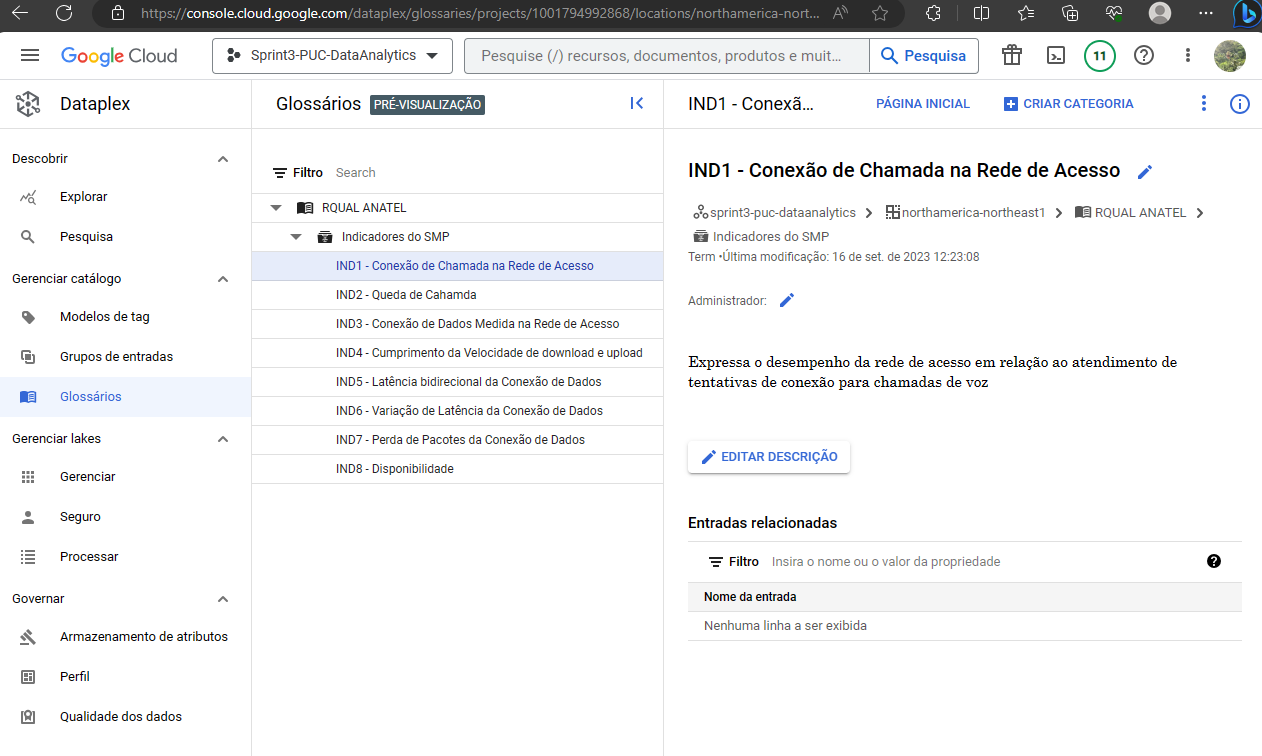 https://console.cloud.google.com/dataplex/glossaries/projects/1001794992868/locations/northamerica-nort...
Google Cloud
Sprint3-PUC-DataAnalytics
Pesquise (/) recursos, documentos, produtos e muit...
Pesquisa
11
Dataplex
Descobrir
Explorar
Pesquisa
Gerenciar catálogo
Modelos de tag
Grupos de entradas
Glossários
Gerenciar lakes
Gerenciar
Seguro
Processar
Governar
Armazenamento de atributos
Perfil
Qualidade dos dados
Glossários PRÉ-VISUALIZAÇÃO
Filtro Search
RQUAL ANATEL
Indicadores do SMP
IND1 - Conexão de Chamada na Rede de Acesso
IND2 - Queda de Cahamda
IND3 - Conexão de Dados Medida na Rede de Acesso
IND4 - Cumprimento da Velocidade de download e upload
IND5 - Latência bidirecional da Conexão de Dados
IND6 - Variação de Latência da Conexão de Dados
IND7 - Perda de Pacotes da Conexão de Dados
IND8 - Disponibilidade
IND1 - Conexã... PÁGINA INICIAL CRIAR CATEGORIA
IND1 - Conexão de Chamada na Rede de Acesso
sprint3-puc-dataanalytics > northamerica-northeast1 > RQUAL ANATEL >
Indicadores do SMP
Term •Última modificação: 16 de set. de 2023 12:23:08
Administrador:
Expressa o desempenho da rede de acesso em relação ao atendimento de
tentativas de conexão para chamadas de voz
EDITAR DESCRIÇÃO
Entradas relacionadas
Filtro Insira o nome ou o valor da propriedade
Nome da entrada
Nenhuma linha a ser exibida